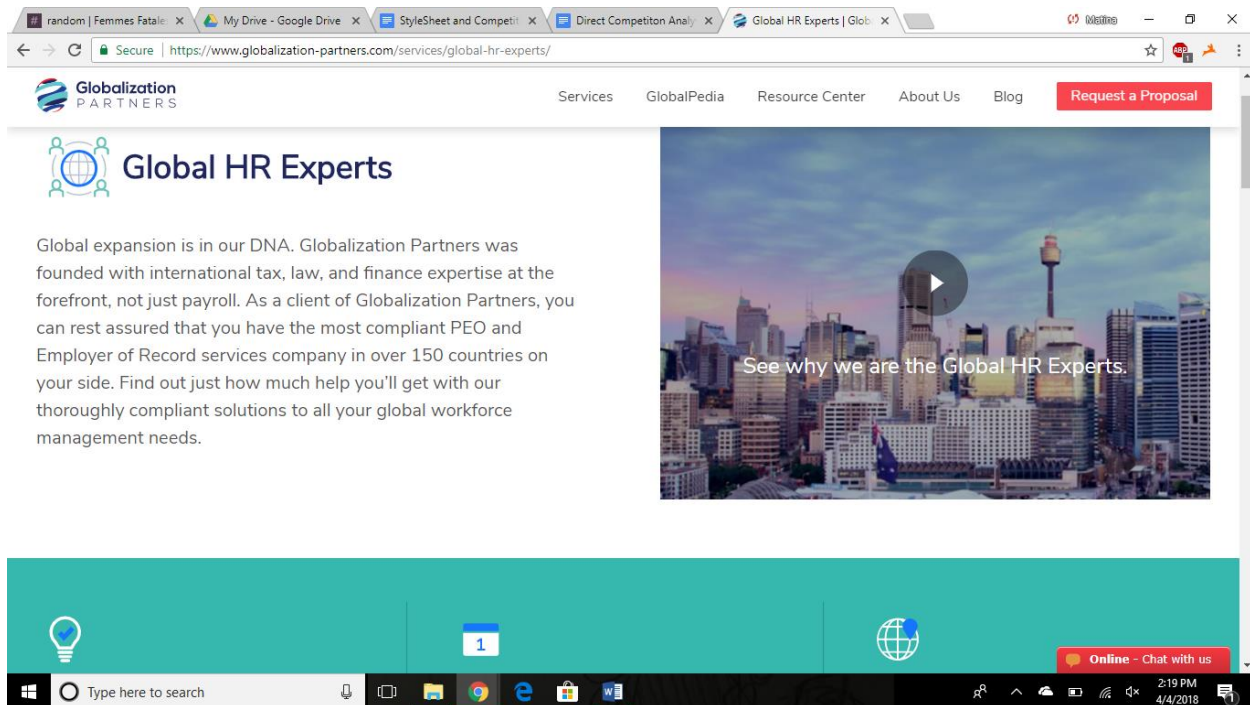 random | Femmes Fatale
My Drive - Google Drive
StyleSheet and Competit
Direct Competiton Analy
Global HR Experts | Glob
Secure | https://www.globalization-partners.com/services/global-hr-experts/
ABP
1
Globalization
PARTNERS
Services
GlobalPedia
Resource Center
About Us
Blog
Request a Proposal
Global HR Experts
Global expansion is in our DNA. Globalization Partners was
founded with international tax, law, and finance expertise at the
forefront, not just payroll. As a client of Globalization Partners, you
can rest assured that you have the most compliant PEO and
Employer of Record services company in over 150 countries on
your side. Find out just how much help you'll get with our
thoroughly compliant solutions to all your global workforce
management needs.
See why we are the Global HR Experts.
1
Online - Chat with us
Type here to search
2:19 PM
4/4/2018
1